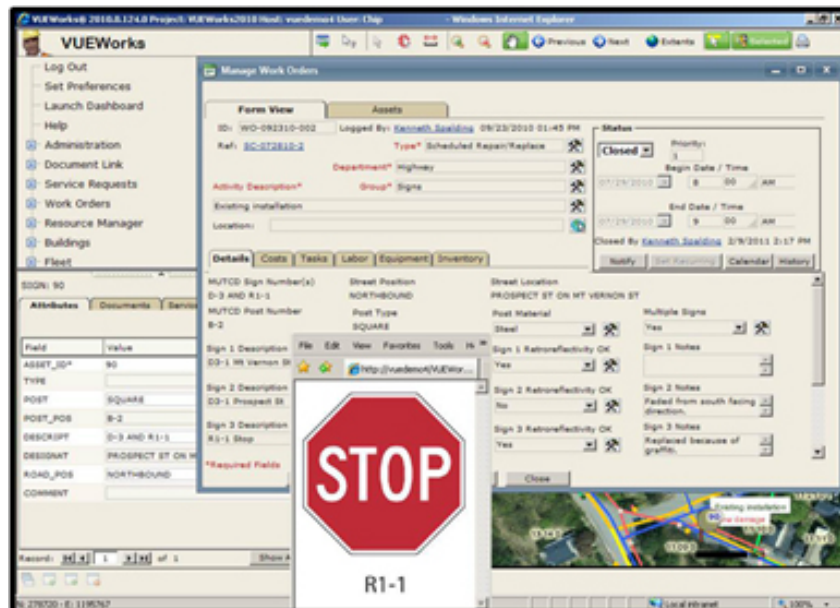 VUEWorks® 2010.8.124.0 Project: VUEWorks2010 Host: vuedemo4 User: Chip - Windows Internet Explorer
VUEWorks
Previous Next Extents Selected
Log Out
Set Preferences
Launch Dashboard
Help
Administration
Document Link
Service Requests
Work Orders
Resource Manager
Buildings
Fleet
Manage Work Orders
Form View Assets
ID: WO-092310-002 Logged By: Kenneth Spalding 09/23/2010 01:45 PM
Ref: SC-072810-2 Type* Scheduled Repair/Replace
Department* Highway
Activity Description* Group* Signs
Existing installation
Location:
Status
Closed Priority:
1
Begin Date / Time
07/29/2010 8 00 AM
End Date / Time
07/29/2010 9 00 AM
Closed By Kenneth Spalding 2/9/2011 2:17 PM
Notify Set Recurring Calendar History
Details Costs Tasks Labor Equipment Inventory
MUTCD Sign Number(s) Street Position Street Location
D-3 AND R1-1 NORTHBOUND PROSPECT ST ON MT VERNON ST
MUTCD Post Number Post Type Post Material Multiple Signs
B-2 SQUARE Steel Yes
Sign 1 Description Sign 1 Retroreflectivity OK Sign 1 Notes
D3-1 Mt Vernon St Yes
Sign 2 Description Sign 2 Retroreflectivity OK Sign 2 Notes
D3-1 Prospect St No Faded from south facing direction.
Sign 3 Description Sign 3 Retroreflectivity OK Sign 3 Notes
R1-1 Stop Yes Replaced because of graffiti.
*Required Fields Close
SIGN: 90
Attributes Documents
Field Value
ASSET_ID* 90
TYPE
POST SQUARE
POST_POS B-2
DESCRIPT D-3 AND R1-1
DESIGNAT PROSPECT ST ON
ROAD_POS NORTHBOUND
COMMENT
Record: 1 of 1 Show
File Edit View Favorites Tools
http://vuedemo4/VUEWor...
STOP
R1-1
Existing installation
damage
90
N: 278720 - E: 1195767 Local intranet 100%